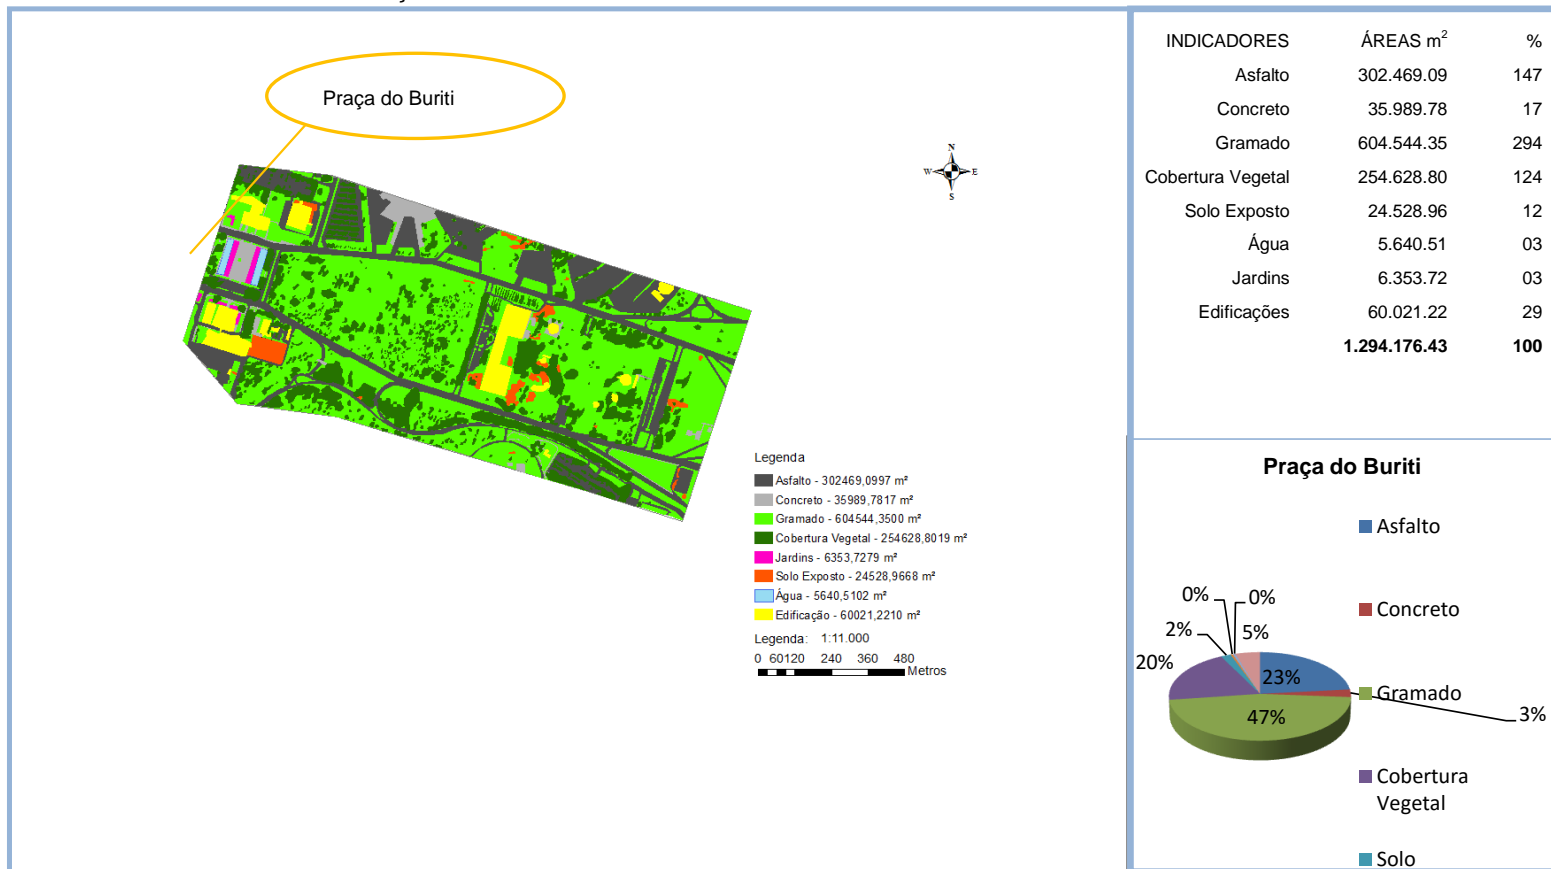 Praça do Buriti
N
W E
S
Legenda
Asfalto - 302469,0997 m²
Concreto - 35989,7817 m²
Gramado - 604544,3500 m²
Cobertura Vegetal - 254628,8019 m²
Jardins - 6353,7279 m²
Solo Exposto - 24528,9668 m²
Água - 5640,5102 m²
Edificação - 60021,2210 m²
Legenda: 1:11.000
0 60120 240 360 480
Metros
INDICADORES ÁREAS m² %
Asfalto 302.469.09 147
Concreto 35.989.78 17
Gramado 604.544.35 294
Cobertura Vegetal 254.628.80 124
Solo Exposto 24.528.96 12
Água 5.640.51 03
Jardins 6.353.72 03
Edificações 60.021.22 29
1.294.176.43 100
Praça do Buriti
23%
3%
47%
20%
2%
0%
0%
5%
Asfalto
Concreto
Gramado
Cobertura
Vegetal
Solo